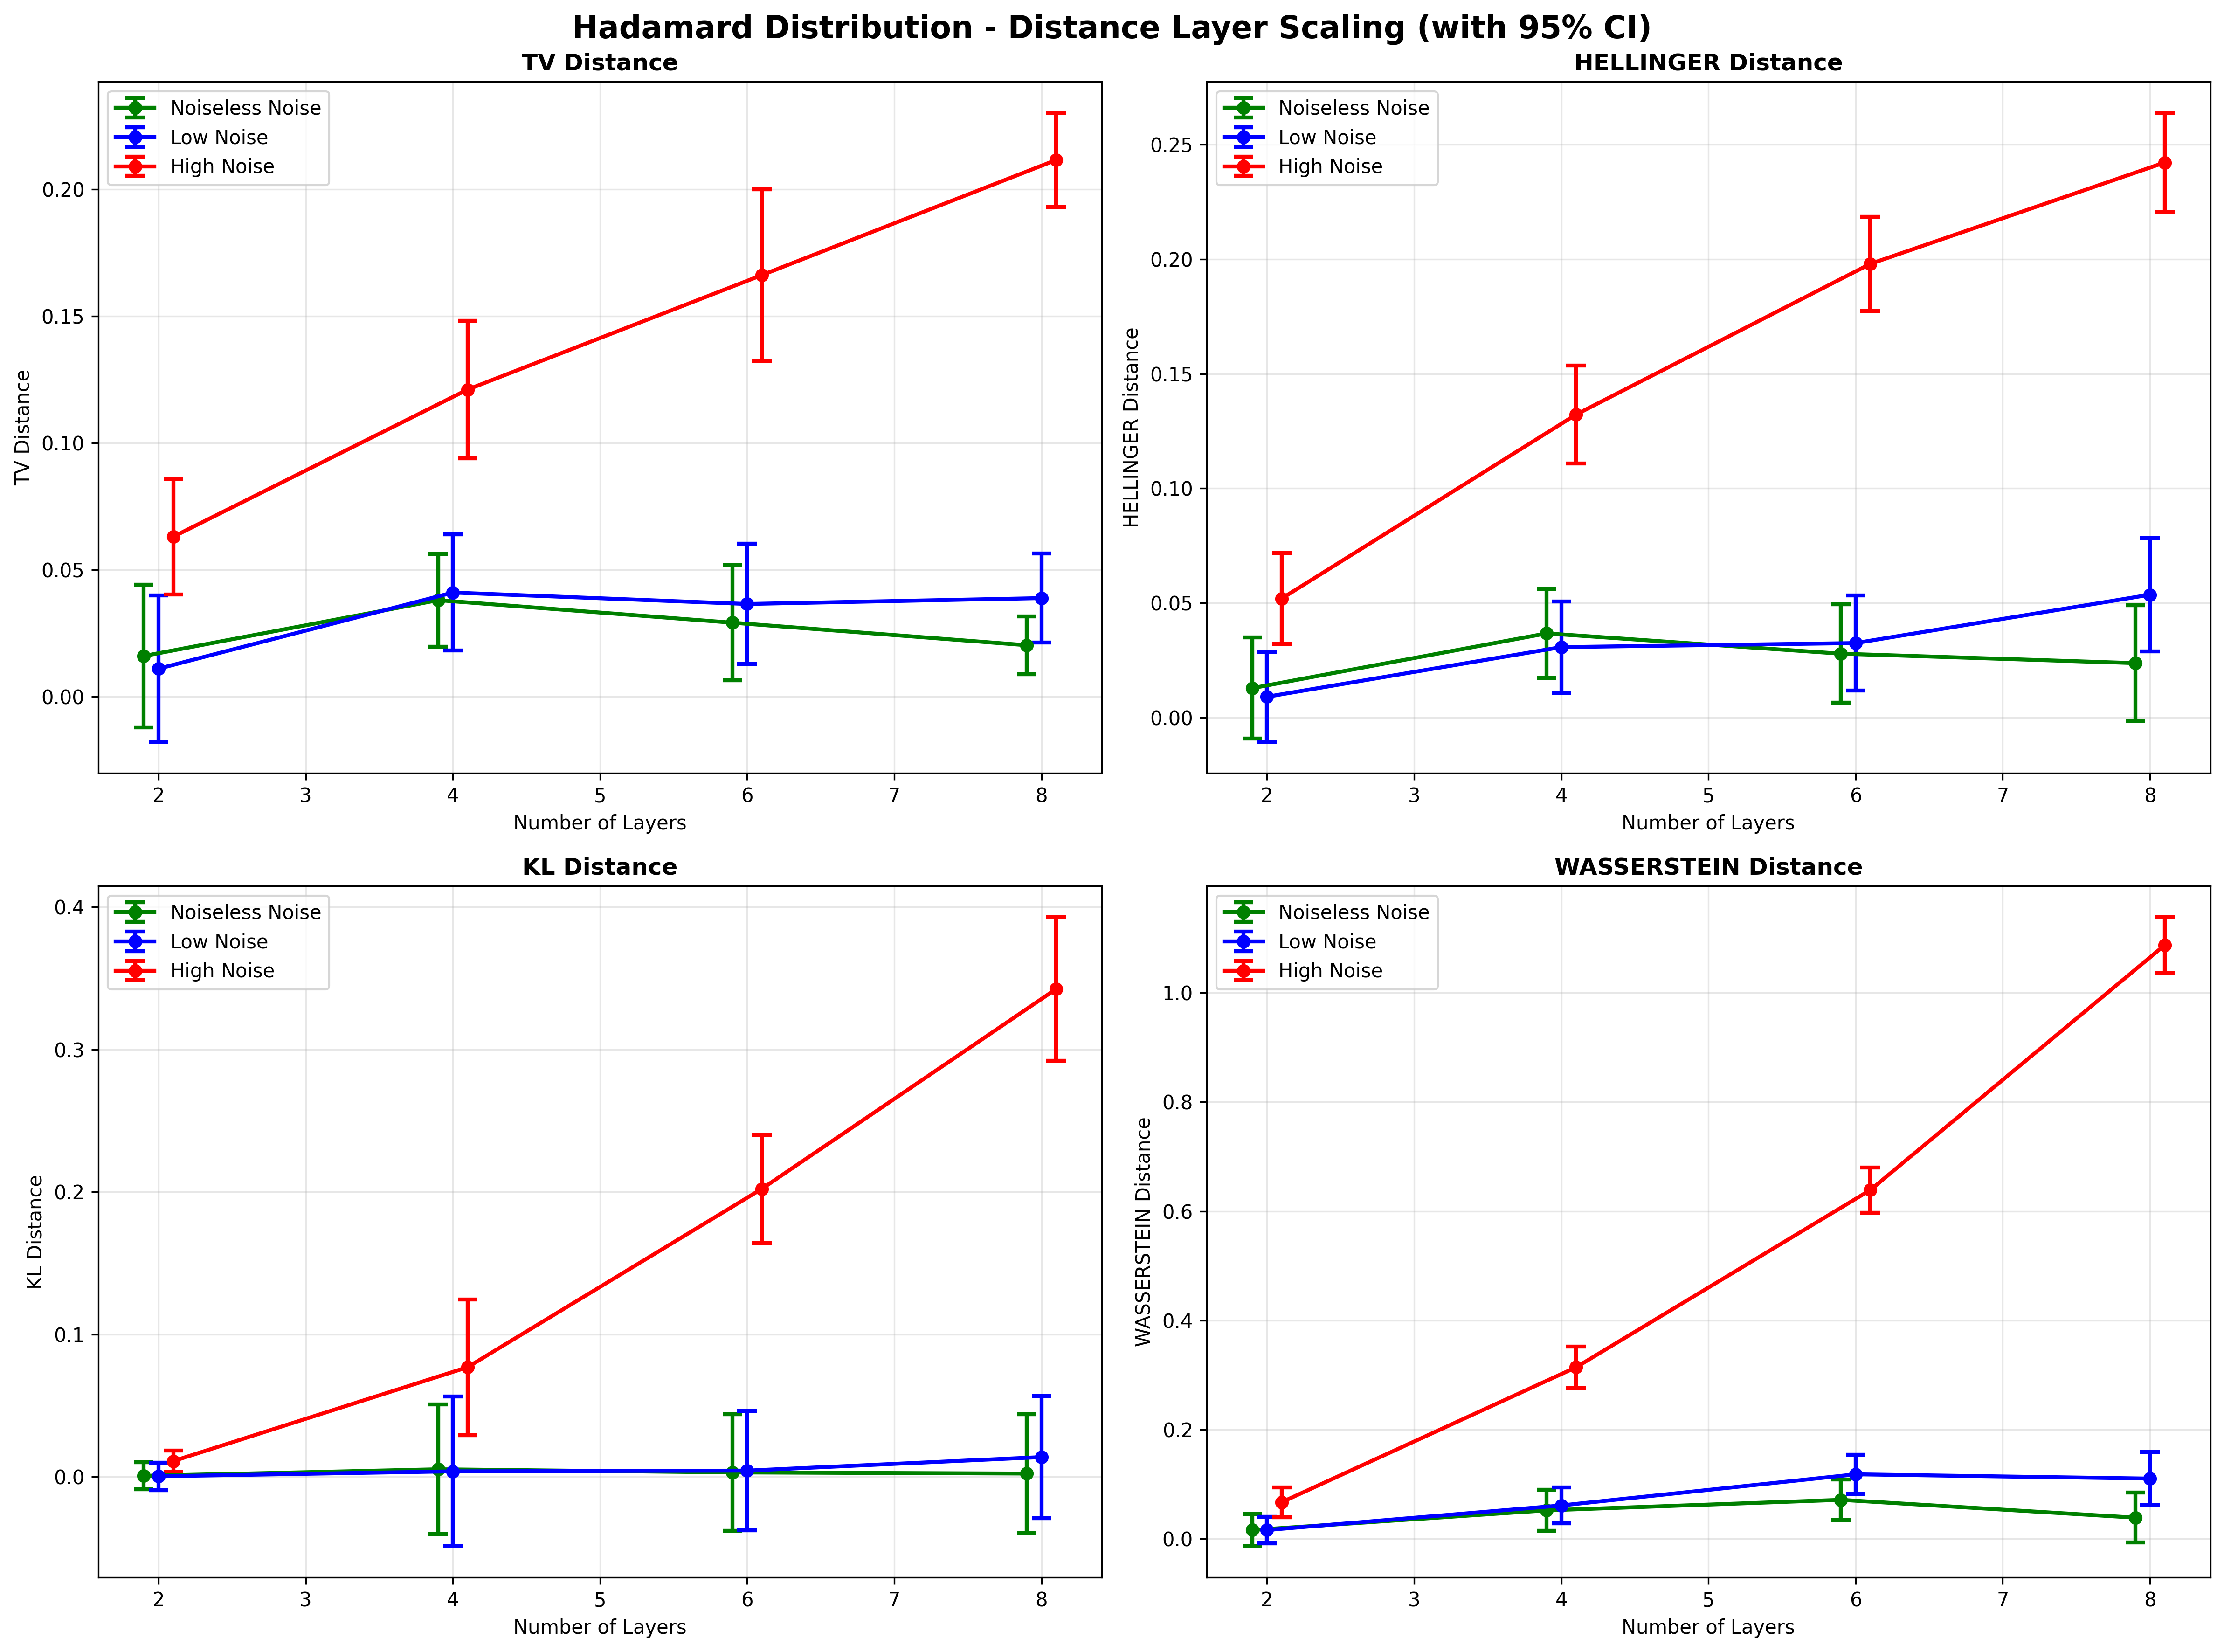 Hadamard Distribution - Distance Layer Scaling (with 95% CI)
TV Distance
Noiseless Noise
Low Noise
High Noise
TV Distance
0.20
0.15
0.10
0.05
0.00
2 3 4 5 6 7 8
Number of Layers
HELLINGER Distance
Noiseless Noise
Low Noise
High Noise
HELLINGER Distance
0.25
0.20
0.15
0.10
0.05
0.00
2 3 4 5 6 7 8
Number of Layers
KL Distance
Noiseless Noise
Low Noise
High Noise
KL Distance
0.4
0.3
0.2
0.1
0.0
2 3 4 5 6 7 8
Number of Layers
WASSERSTEIN Distance
Noiseless Noise
Low Noise
High Noise
WASSERSTEIN Distance
1.0
0.8
0.6
0.4
0.2
0.0
2 3 4 5 6 7 8
Number of Layers